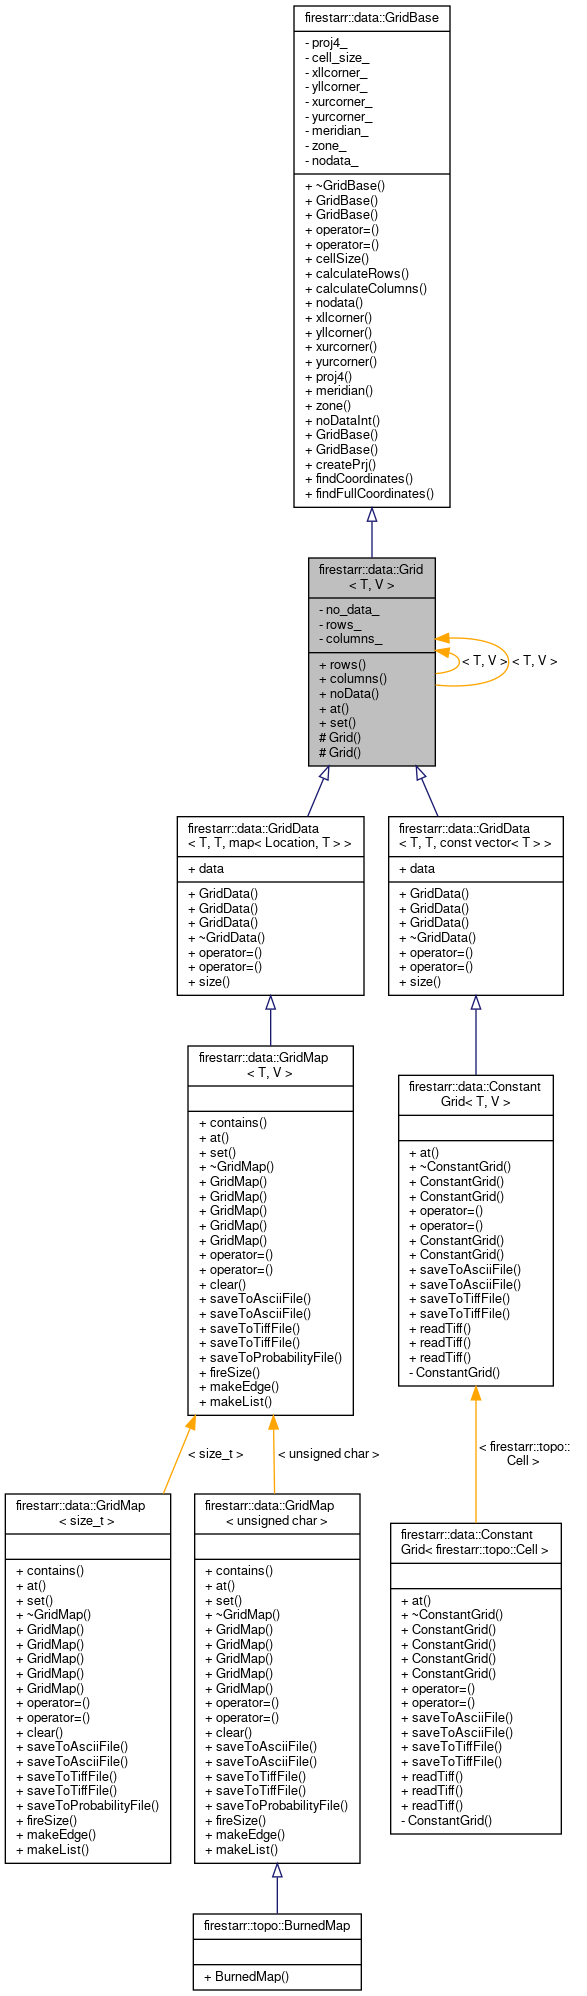 firestarr::data::GridBase
- proj4_
- cell_size_
- xllcorner_
- yllcorner_
- xurcorner_
- yurcorner_
- meridian_
- zone_
- nodata_
+ ~GridBase()
+ GridBase()
+ GridBase()
+ operator=()
+ operator=()
+ cellSize()
+ calculateRows()
+ calculateColumns()
+ nodata()
+ xllcorner()
+ yllcorner()
+ xurcorner()
+ yurcorner()
+ proj4()
+ meridian()
+ zone()
+ noDataInt()
+ GridBase()
+ GridBase()
+ createPrj()
+ findCoordinates()
+ findFullCoordinates()
firestarr::data::Grid
< T, V >
- no_data_
- rows_
- columns_
+ rows()
+ columns()
+ noData()
+ at()
+ set()
# Grid()
# Grid()
< T, V >
< T, V >
firestarr::data::GridData
< T, T, map< Location, T > >
+ data
+ GridData()
+ GridData()
+ GridData()
+ ~GridData()
+ operator=()
+ operator=()
+ size()
firestarr::data::GridData
< T, T, const vector< T > >
+ data
+ GridData()
+ GridData()
+ GridData()
+ ~GridData()
+ operator=()
+ operator=()
+ size()
firestarr::data::GridMap
< T, V >
+ contains()
+ at()
+ set()
+ ~GridMap()
+ GridMap()
+ GridMap()
+ GridMap()
+ GridMap()
+ GridMap()
+ operator=()
+ operator=()
+ clear()
+ saveToAsciiFile()
+ saveToAsciiFile()
+ saveToTiffFile()
+ saveToTiffFile()
+ saveToProbabilityFile()
+ fireSize()
+ makeEdge()
+ makeList()
firestarr::data::Constant
Grid< T, V >
+ at()
+ ~ConstantGrid()
+ ConstantGrid()
+ ConstantGrid()
+ operator=()
+ operator=()
+ ConstantGrid()
+ ConstantGrid()
+ saveToAsciiFile()
+ saveToAsciiFile()
+ saveToTiffFile()
+ saveToTiffFile()
+ readTiff()
+ readTiff()
+ readTiff()
- ConstantGrid()
< size_t >
< unsigned char >
< firestarr::topo::
Cell >
firestarr::data::GridMap
< size_t >
+ contains()
+ at()
+ set()
+ ~GridMap()
+ GridMap()
+ GridMap()
+ GridMap()
+ GridMap()
+ GridMap()
+ operator=()
+ operator=()
+ clear()
+ saveToAsciiFile()
+ saveToAsciiFile()
+ saveToTiffFile()
+ saveToTiffFile()
+ saveToProbabilityFile()
+ fireSize()
+ makeEdge()
+ makeList()
firestarr::data::GridMap
< unsigned char >
+ contains()
+ at()
+ set()
+ ~GridMap()
+ GridMap()
+ GridMap()
+ GridMap()
+ GridMap()
+ GridMap()
+ operator=()
+ operator=()
+ clear()
+ saveToAsciiFile()
+ saveToAsciiFile()
+ saveToTiffFile()
+ saveToTiffFile()
+ saveToProbabilityFile()
+ fireSize()
+ makeEdge()
+ makeList()
firestarr::data::Constant
Grid< firestarr::topo::Cell >
+ at()
+ ~ConstantGrid()
+ ConstantGrid()
+ ConstantGrid()
+ ConstantGrid()
+ ConstantGrid()
+ operator=()
+ operator=()
+ saveToAsciiFile()
+ saveToAsciiFile()
+ saveToTiffFile()
+ saveToTiffFile()
+ readTiff()
+ readTiff()
+ readTiff()
- ConstantGrid()
firestarr::topo::BurnedMap
+ BurnedMap()